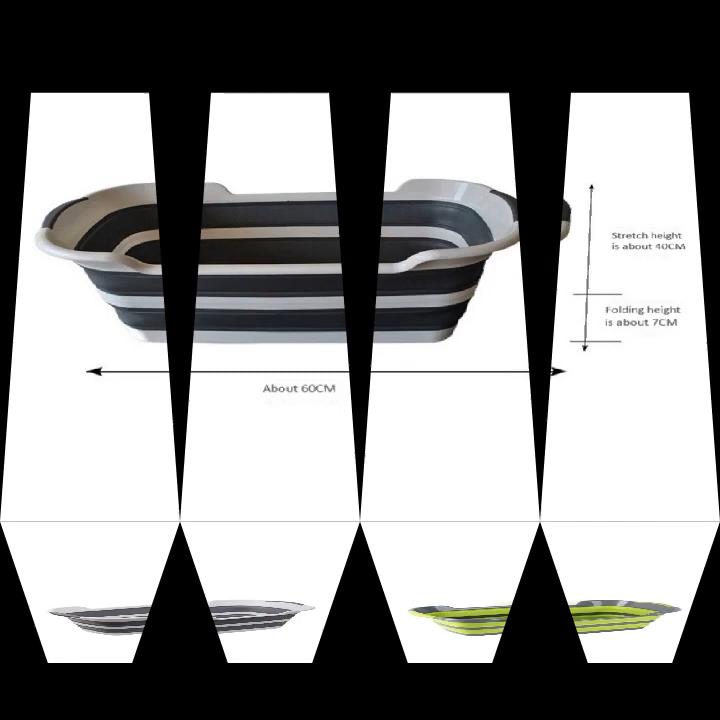 Stretch height
is about 40CM
Folding height
is about 7CM
About 60CM